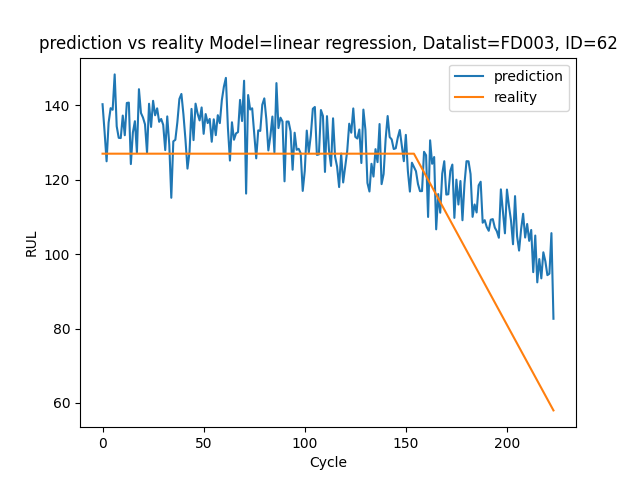 prediction vs reality Model=linear regression, Datalist=FD003, ID=62
prediction
reality
RUL
140
120
100
80
60
0
50
100
150
200
Cycle